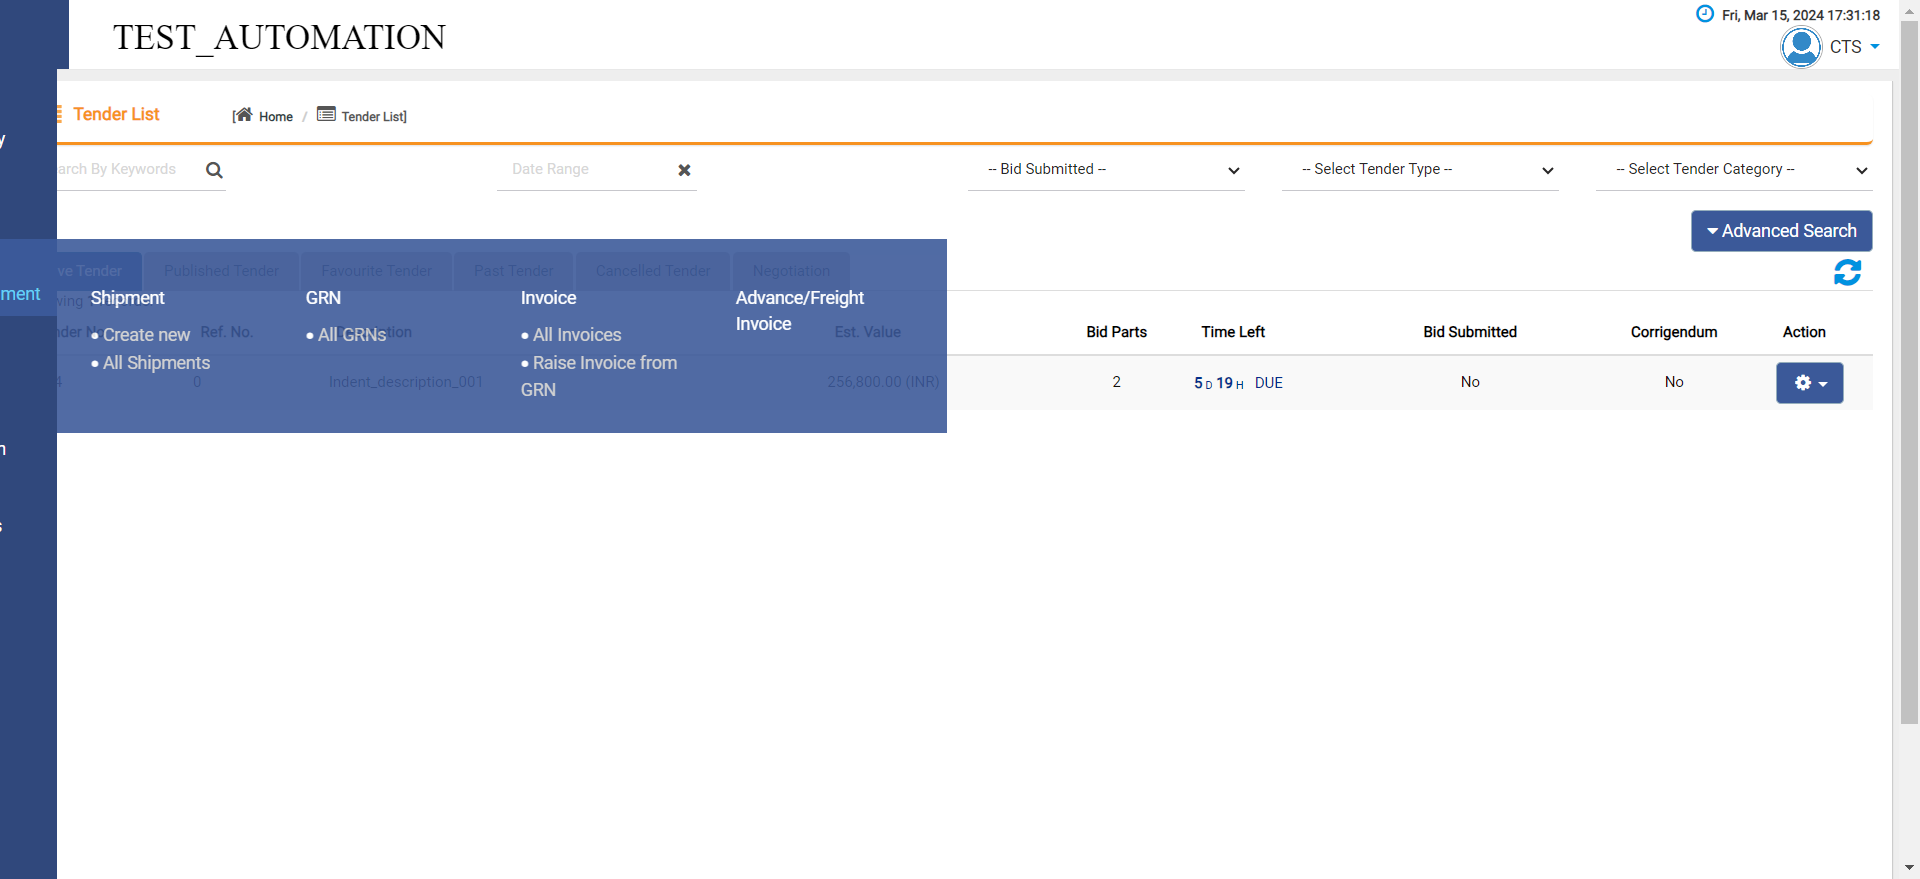 TEST_AUTOMATION
Fri, Mar 15, 2024 17:31:18
CTS
Tender List
[ Home / Tender List]
arch By Keywords
Date Range
-- Bid Submitted --
-- Select Tender Type --
-- Select Tender Category --
Advanced Search
ve Tender
Published Tender
Favourite Tender
Past Tender
Cancelled Tender
Negotiation
y
ment
n
s
wing
Shipment
• Create new
• All Shipments
GRN
• All GRNs
Invoice
• All Invoices
• Raise Invoice from
GRN
Advance/Freight
Invoice
nder No. Ref. No. Est. Value Bid Parts Time Left Bid Submitted Corrigendum Action
4 0 Indent_description_001 256,800.00 (INR) 2 5 D 19 H DUE No No